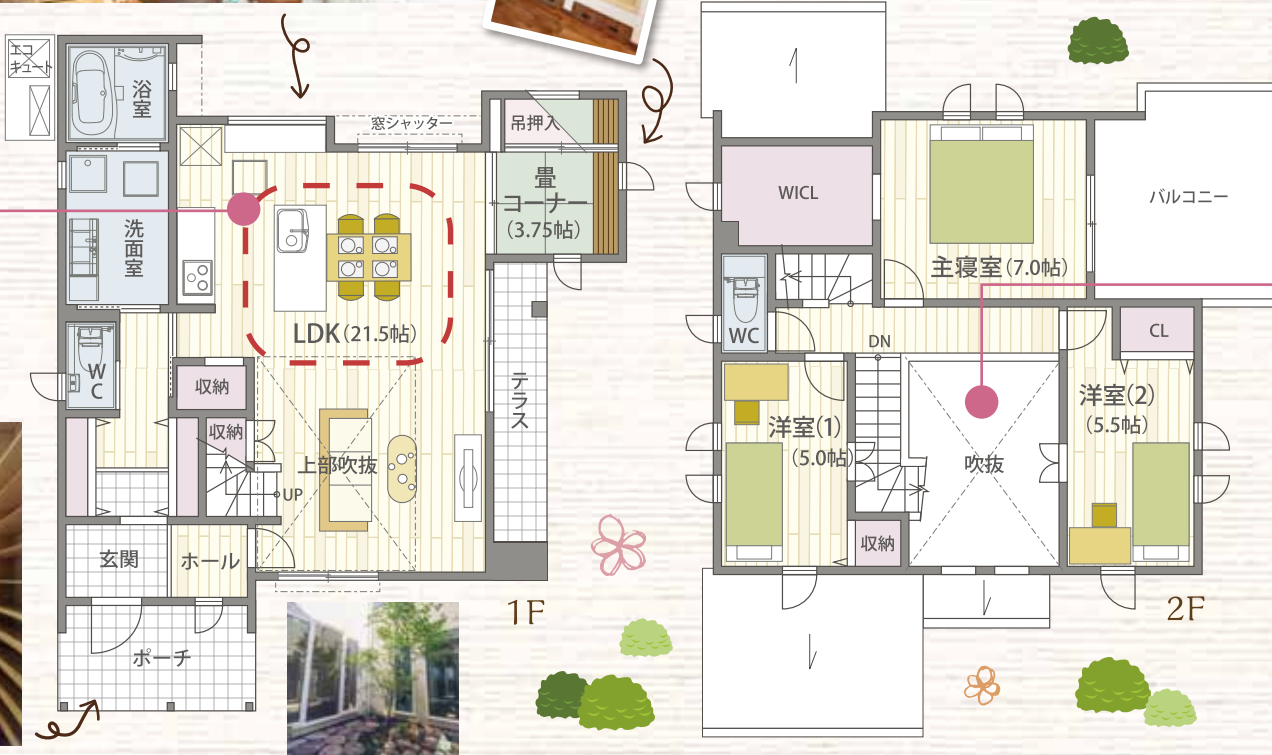 エコ
キュート
浴
室
窓シャッター
吊押入
畳
コーナー
(3.75帖)
洗
面
室
LDK(21.5帖)
W
C
収納
収納
上部吹抜
UP
テ
ラ
ス
玄関
ホール
ポーチ
1F
WICL
主寝室(7.0帖)
バルコニー
WC
DN
CL
洋室(1)
(5.0帖)
洋室(2)
(5.5帖)
吹抜
収納
2F